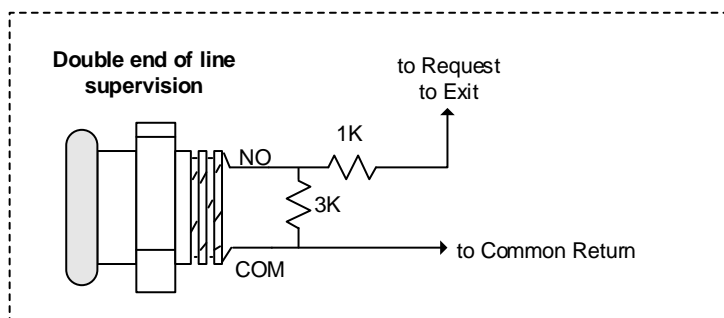 Double end of line
supervision
to Request
to Exit
1K
NO
3K
COM
to Common Return